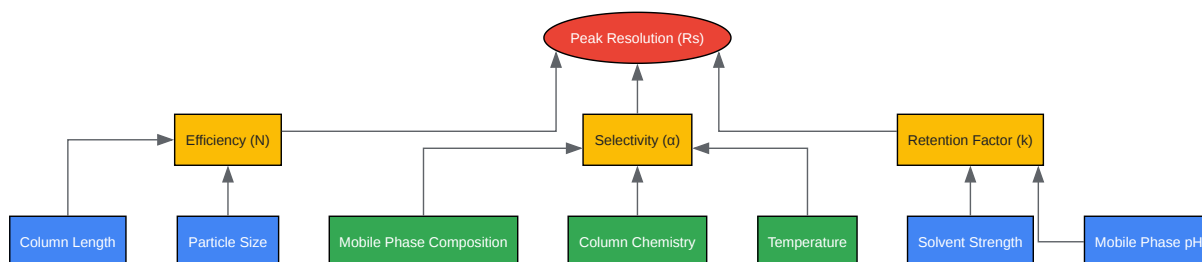 Peak Resolution (Rs)
Efficiency (N)
Selectivity (α)
Retention Factor (k)
Column Length
Particle Size
Mobile Phase Composition
Column Chemistry
Temperature
Solvent Strength
Mobile Phase pH